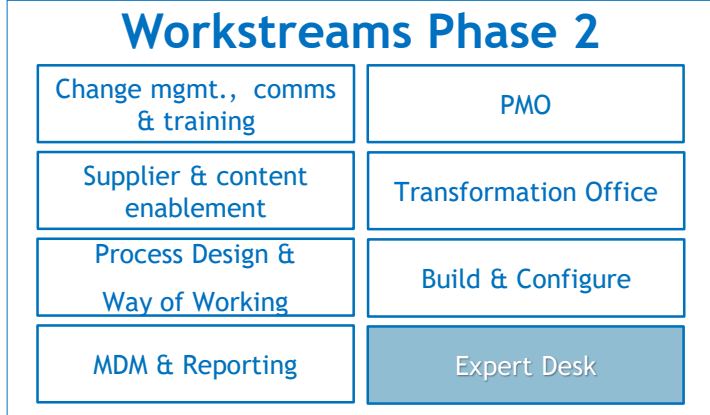 Workstreams Phase 2
Change mgmt.,  comms
& training
PMO
Supplier & content
enablement
Transformation Office
Process Design &
Way of Working
Build & Configure
MDM & Reporting
Expert Desk